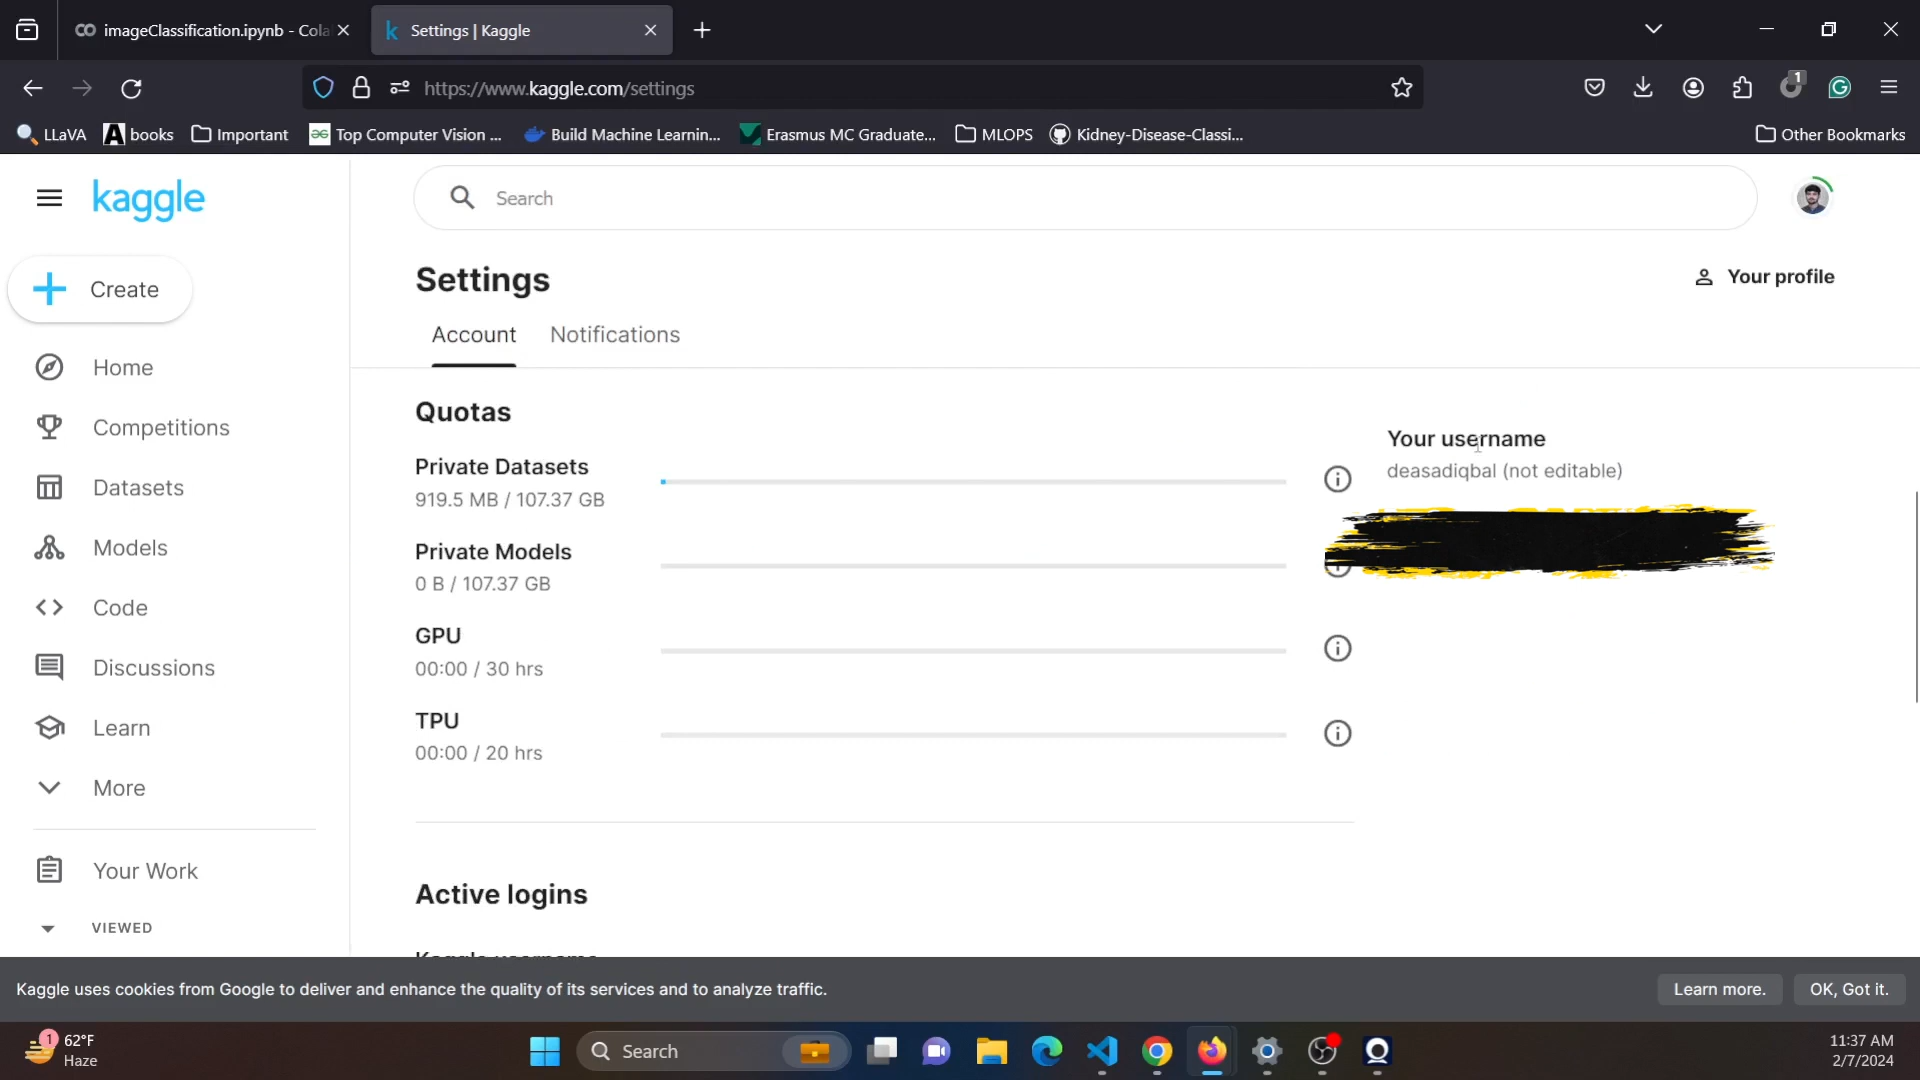 imageClassification.ipynb - Cola
Settings | Kaggle
https://www.kaggle.com/settings
1
LLaVA
books
Important
Top Computer Vision ...
Build Machine Learnin...
Erasmus MC Graduate...
MLOPS
Kidney-Disease-Classi...
Other Bookmarks
kaggle
Search
Create
Settings
Your profile
Account
Notifications
Home
Competitions
Datasets
Models
Code
Discussions
Learn
More
Your Work
VIEWED
Quotas
Private Datasets
919.5 MB / 107.37 GB
Private Models
0 B / 107.37 GB
GPU
00:00 / 30 hrs
TPU
00:00 / 20 hrs
Your username
deasadiqbal (not editable)
Active logins
Kaggle uses cookies from Google to deliver and enhance the quality of its services and to analyze traffic.
Learn more.
OK, Got it.
1
62°F
Haze
Search
11:37 AM
2/7/2024